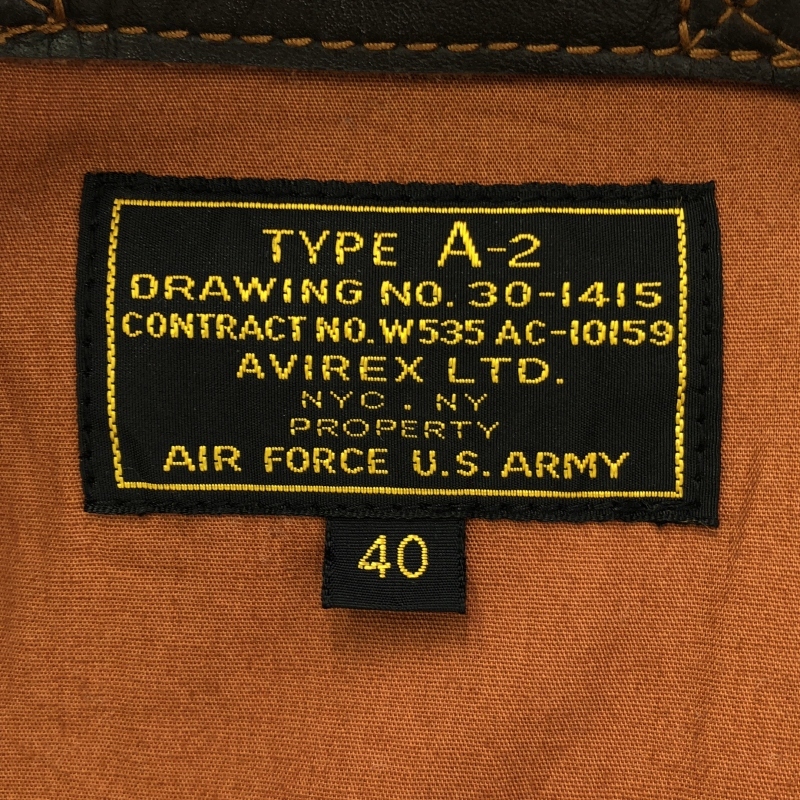 TYPE A-2
DRAWING NO. 30-1415
CONTRACT NO. W535 AC-10159
AVIREX LTD.
NYC . NY
PROPERTY
AIR FORCE U.S. ARMY
40